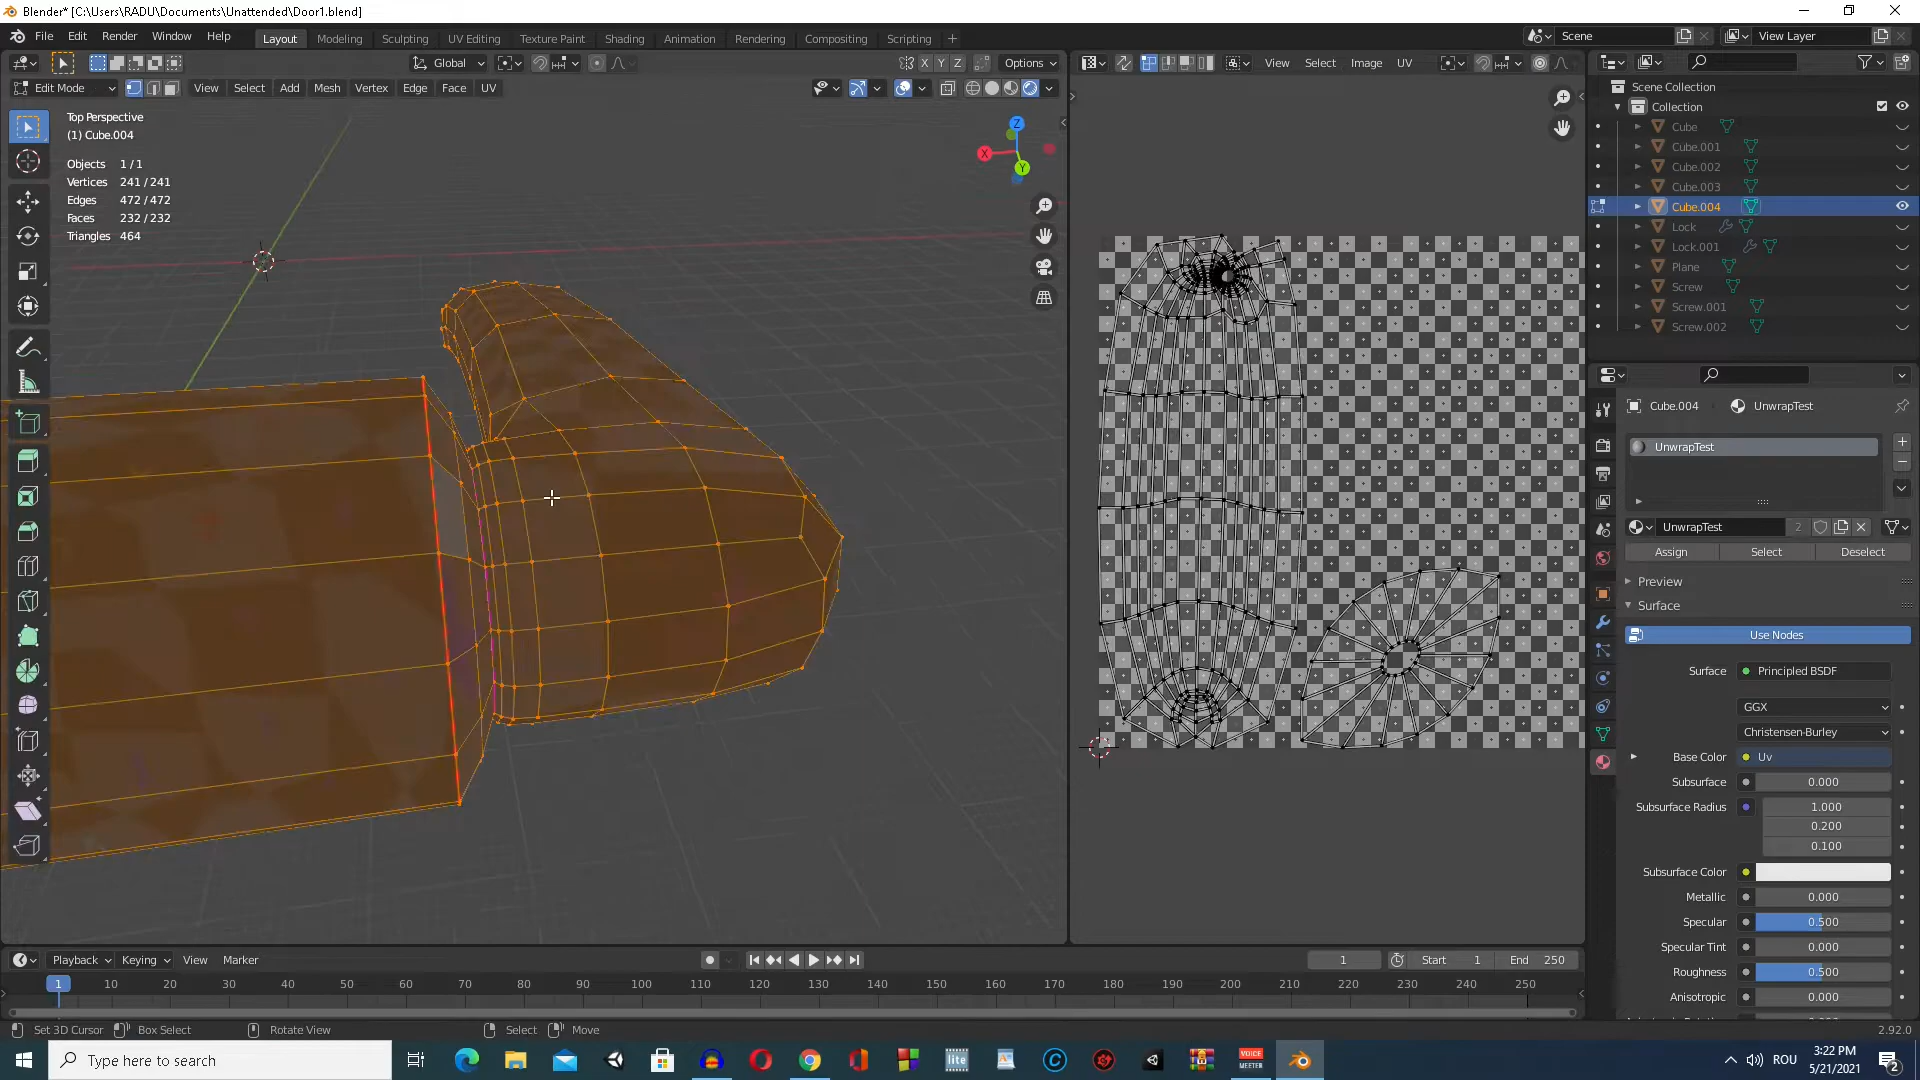 Blender* [C:\Users\RADU\Documents\Unattended\Door1.blend]
File Edit Render Window Help
Layout Modeling Sculpting UV Editing Texture Paint Shading Animation Rendering Compositing Scripting +
Scene
View Layer
Global
X Y Z
Options
View Select Image UV
Edit Mode
View Select Add Mesh Vertex Edge Face UV
Top Perspective
(1) Cube.004
Objects 1 / 1
Vertices 241 / 241
Edges 472 / 472
Faces 232 / 232
Triangles 464
Z
X
Y
Scene Collection
Collection
Cube
Cube.001
Cube.002
Cube.003
Cube.004
Lock
Lock.001
Plane
Screw
Screw.001
Screw.002
Cube.004
UnwrapTest
UnwrapTest
UnwrapTest
2
Assign
Select
Deselect
Preview
Surface
Use Nodes
Surface
Principled BSDF
GGX
Christensen-Burley
Base Color
Uv
Subsurface
0.000
Subsurface Radius
1.000
0.200
0.100
Subsurface Color
Metallic
0.000
Specular
0.500
Specular Tint
0.000
Roughness
0.500
Anisotropic
0.000
Playback Keying View Marker
1
Start 1
End 250
1 10 20 30 40 50 60 70 80 90 100 110 120 130 140 150 160 170 180 190 200 210 220 230 240 250
Set 3D Cursor Box Select Rotate View Select Move
2.92.0
Type here to search
lite
VOICE
MEETER
ROU
3:22 PM
5/21/2021
2